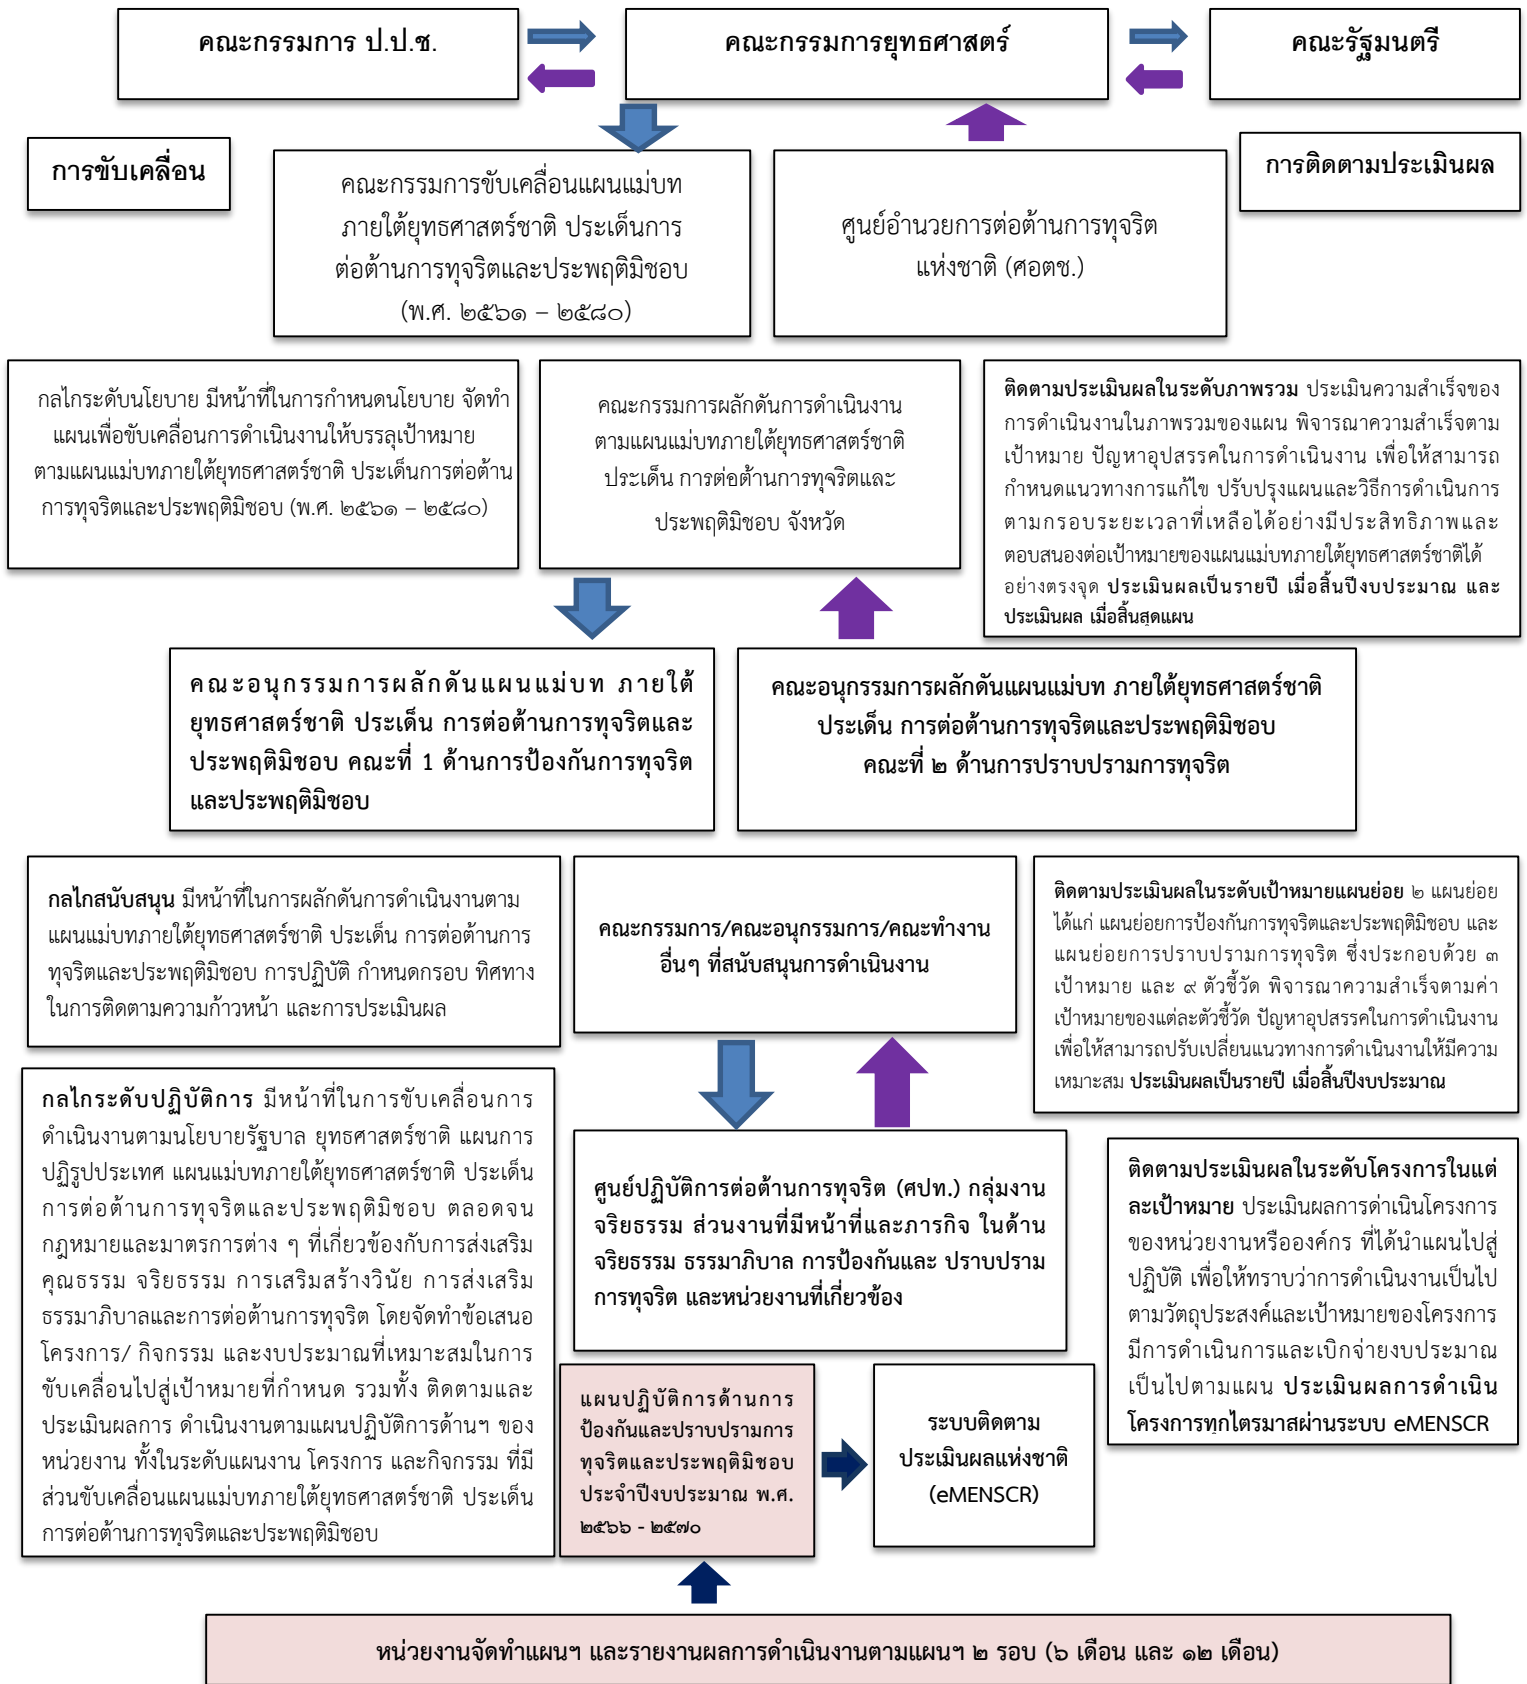 คณะกรรมการ ป.ป.ช.
คณะกรรมการยุทธศาสตร์
คณะรัฐมนตรี
การขับเคลื่อน
คณะกรรมการขับเคลื่อนแผนแม่บท
ภายใต้ยุทธศาสตร์ชาติ ประเด็นการ
ต่อต้านการทุจริตและประพฤติมิชอบ
(พ.ศ. ๒๕๖๑ – ๒๕๘๐)
ศูนย์อำนวยการต่อต้านการทุจริต
แห่งชาติ (ศอตช.)
การติดตามประเมินผล
กลไกระดับนโยบาย มีหน้าที่ในการกำหนดนโยบาย จัดทำ
แผนเพื่อขับเคลื่อนการดำเนินงานให้บรรลุเป้าหมาย
ตามแผนแม่บทภายใต้ยุทธศาสตร์ชาติ ประเด็นการต่อต้าน
การทุจริตและประพฤติมิชอบ (พ.ศ. ๒๕๖๑ – ๒๕๘๐)
คณะกรรมการผลักดันการดำเนินงาน
ตามแผนแม่บทภายใต้ยุทธศาสตร์ชาติ
ประเด็น การต่อต้านการทุจริตและ
ประพฤติมิชอบ จังหวัด
ติดตามประเมินผลในระดับภาพรวม ประเมินความสำเร็จของ
การดำเนินงานในภาพรวมของแผน พิจารณาความสำเร็จตาม
เป้าหมาย ปัญหาอุปสรรคในการดำเนินงาน เพื่อให้สามารถ
กำหนดแนวทางการแก้ไข ปรับปรุงแผนและวิธีการดำเนินการ
ตามกรอบระยะเวลาที่เหลือได้อย่างมีประสิทธิภาพและ
ตอบสนองต่อเป้าหมายของแผนแม่บทภายใต้ยุทธศาสตร์ชาติได้
อย่างตรงจุด ประเมินผลเป็นรายปี เมื่อสิ้นปีงบประมาณ และ
ประเมินผล เมื่อสิ้นสุดแผน
คณะอนุกรรมการผลักดันแผนแม่บท ภายใต้
ยุทธศาสตร์ชาติ ประเด็น การต่อต้านการทุจริตและ
ประพฤติมิชอบ คณะที่ 1 ด้านการป้องกันการทุจริต
และประพฤติมิชอบ
คณะอนุกรรมการผลักดันแผนแม่บท ภายใต้ยุทธศาสตร์ชาติ
ประเด็น การต่อต้านการทุจริตและประพฤติมิชอบ
คณะที่ ๒ ด้านการปราบปรามการทุจริต
กลไกสนับสนุน มีหน้าที่ในการผลักดันการดำเนินงานตาม
แผนแม่บทภายใต้ยุทธศาสตร์ชาติ ประเด็น การต่อต้านการ
ทุจริตและประพฤติมิชอบ การปฏิบัติ กำหนดกรอบ ทิศทาง
ในการติดตามความก้าวหน้า และการประเมินผล
คณะกรรมการ/คณะอนุกรรมการ/คณะทำงาน
อื่นๆ ที่สนับสนุนการดำเนินงาน
ติดตามประเมินผลในระดับเป้าหมายแผนย่อย ๒ แผนย่อย
ได้แก่ แผนย่อยการป้องกันการทุจริตและประพฤติมิชอบ และ
แผนย่อยการปราบปรามการทุจริต ซึ่งประกอบด้วย ๓
เป้าหมาย และ ๙ ตัวชี้วัด พิจารณาความสำเร็จตามค่า
เป้าหมายของแต่ละตัวชี้วัด ปัญหาอุปสรรคในการดำเนินงาน
เพื่อให้สามารถปรับเปลี่ยนแนวทางการดำเนินงานให้มีความ
เหมาะสม ประเมินผลเป็นรายปี เมื่อสิ้นปีงบประมาณ
กลไกระดับปฏิบัติการ มีหน้าที่ในการขับเคลื่อนการ
ดำเนินงานตามนโยบายรัฐบาล ยุทธศาสตร์ชาติ แผนการ
ปฏิรูปประเทศ แผนแม่บทภายใต้ยุทธศาสตร์ชาติ ประเด็น
การต่อต้านการทุจริตและประพฤติมิชอบ ตลอดจน
กฎหมายและมาตรการต่าง ๆ ที่เกี่ยวข้องกับการส่งเสริม
คุณธรรม จริยธรรม การเสริมสร้างวินัย การส่งเสริม
ธรรมาภิบาลและการต่อต้านการทุจริต โดยจัดทำข้อเสนอ
โครงการ/ กิจกรรม และงบประมาณที่เหมาะสมในการ
ขับเคลื่อนไปสู่เป้าหมายที่กำหนด รวมทั้ง ติดตามและ
ประเมินผลการ ดำเนินงานตามแผนปฏิบัติการด้านฯ ของ
หน่วยงาน ทั้งในระดับแผนงาน โครงการ และกิจกรรม ที่มี
ส่วนขับเคลื่อนแผนแม่บทภายใต้ยุทธศาสตร์ชาติ ประเด็น
การต่อต้านการทุจริตและประพฤติมิชอบ
ศูนย์ปฏิบัติการต่อต้านการทุจริต (ศปท.) กลุ่มงาน
จริยธรรม ส่วนงานที่มีหน้าที่และภารกิจ ในด้าน
จริยธรรม ธรรมาภิบาล การป้องกันและ ปราบปราม
การทุจริต และหน่วยงานที่เกี่ยวข้อง
ติดตามประเมินผลในระดับโครงการในแต่
ละเป้าหมาย ประเมินผลการด่าเนินโครงการ
ของหน่วยงานหรือองค์กร ที่ได้นำแผนไปสู่
ปฏิบัติ เพื่อให้ทราบว่าการดำเนินงานเป็นไป
ตามวัตถุประสงค์และเป้าหมายของโครงการ
มีการดำเนินการและเบิกจ่ายงบประมาณ
เป็นไปตามแผน ประเมินผลการดำเนิน
โครงการทุกไตรมาสผ่านระบบ eMENSCR
แผนปฏิบัติการด้านการ
ป้องกันและปราบปรามการ
ทุจริตและประพฤติมิชอบ
ประจำปีงบประมาณ พ.ศ.
๒๕๖๖ - ๒๕๗๐
ระบบติดตาม
ประเมินผลแห่งชาติ
(eMENSCR)
หน่วยงานจัดทำแผนฯ และรายงานผลการดำเนินงานตามแผนฯ ๒ รอบ (๖ เดือน และ ๑๒ เดือน)